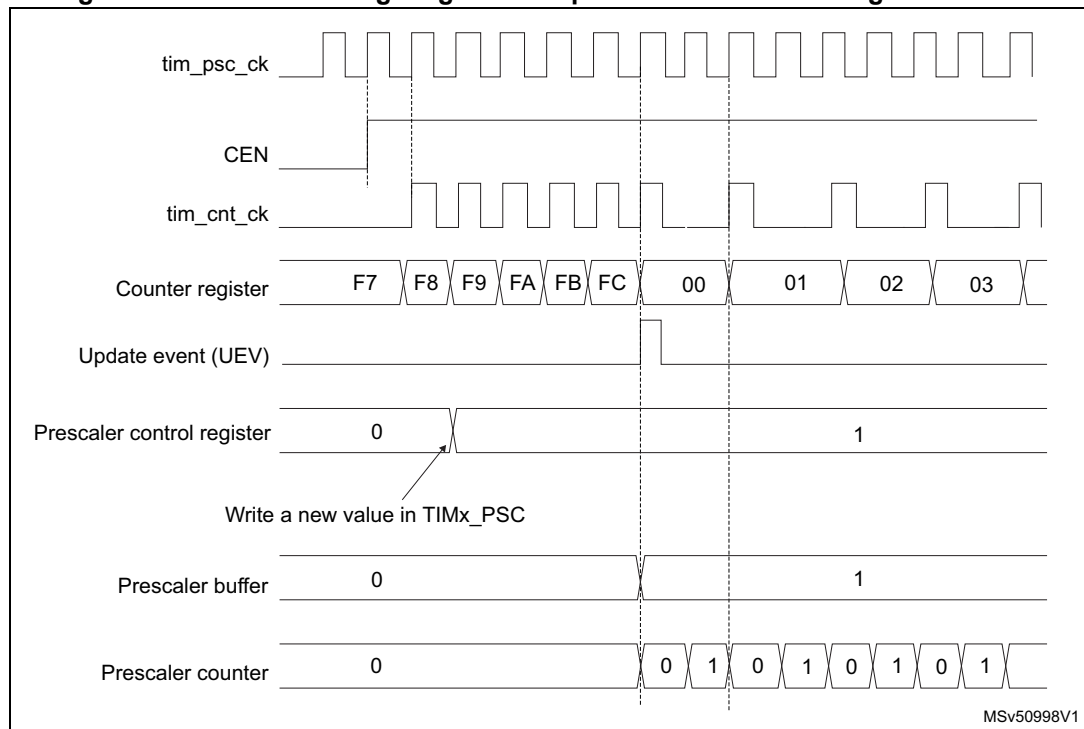 tim_psc_ck
CEN
tim_cnt_ck
Counter register F7 F8 F9 FA FB FC 00 01 02 03
Update event (UEV)
Prescaler control register 0 1
Write a new value in TIMx_PSC
Prescaler buffer 0 1
Prescaler counter 0 0 1 0 1 0 1 0 1
MSv50998V1